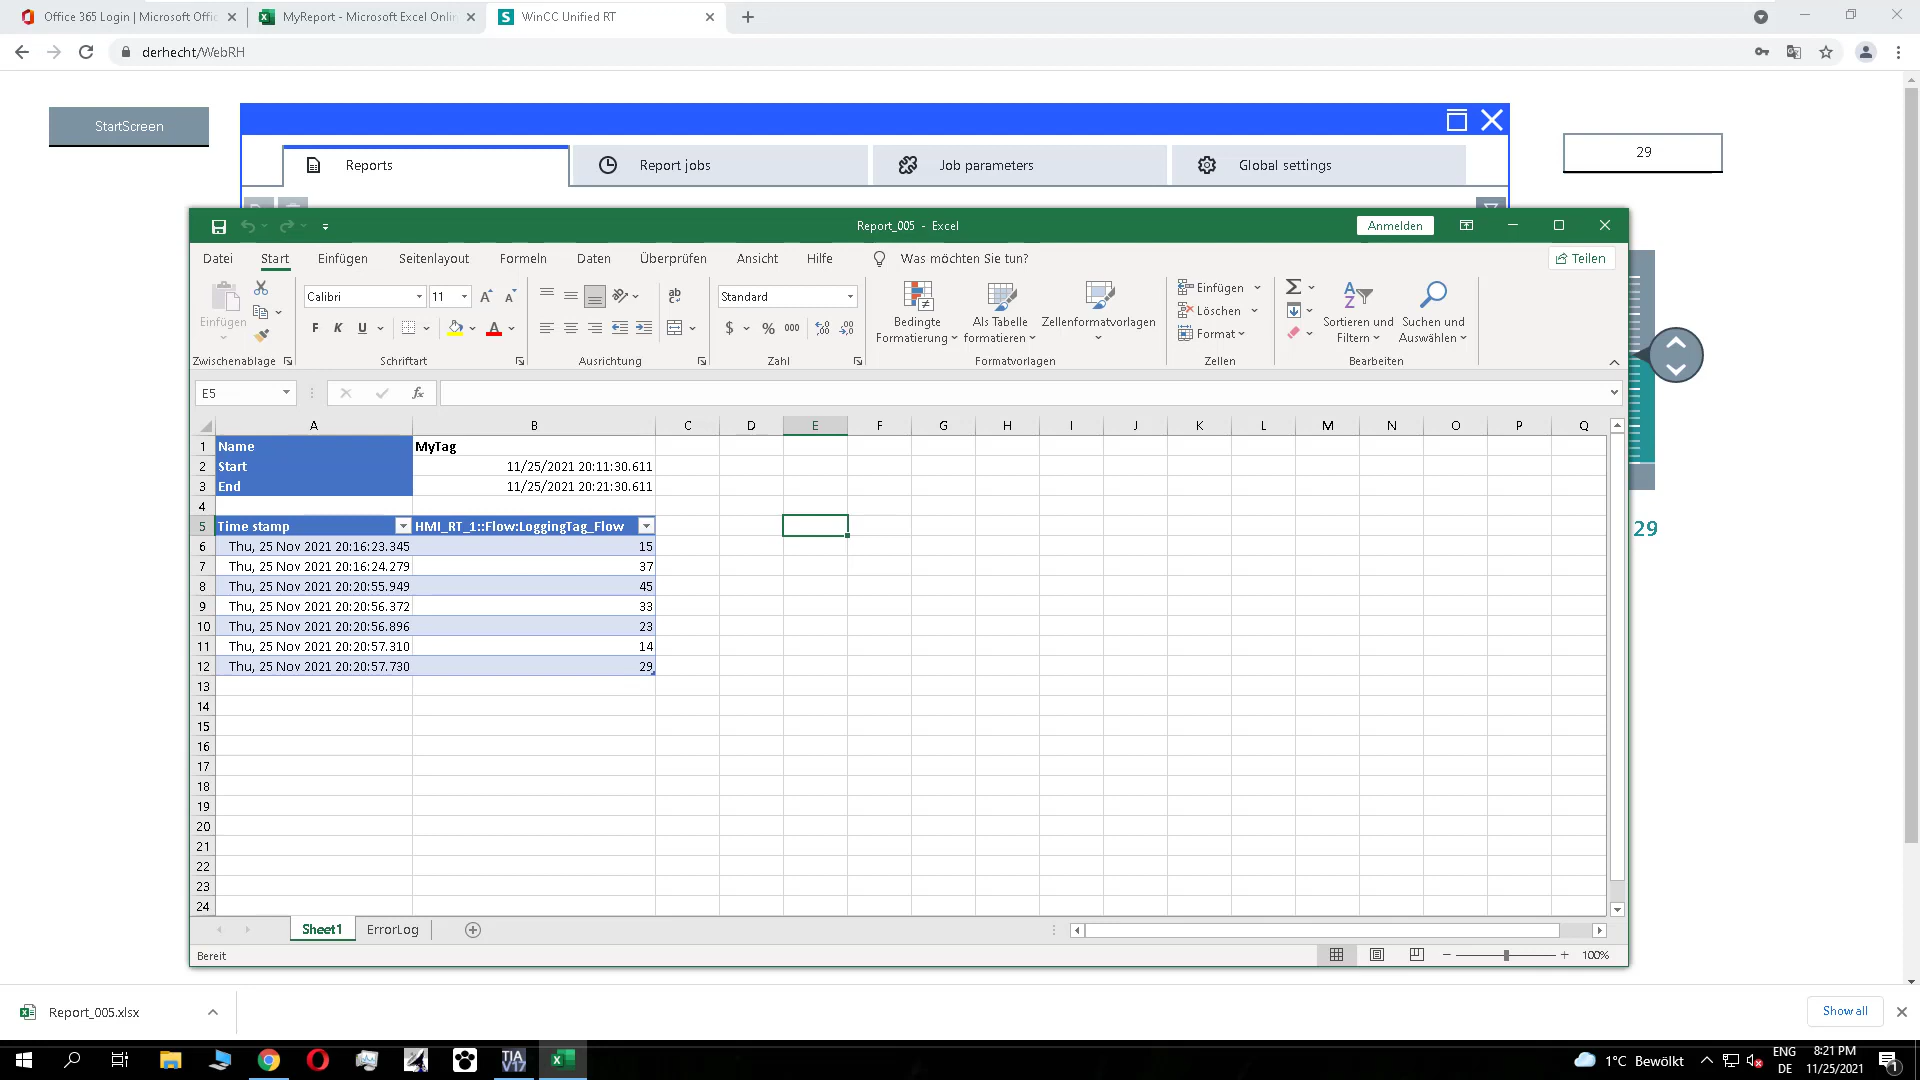 Office 365 Login | Microsoft Offic
MyReport - Microsoft Excel Onlin
WinCC Unified RT
derhecht/WebRH
StartScreen
Reports
Report jobs
Job parameters
Global settings
29
Report_005 - Excel
Anmelden
Datei Start Einfügen Seitenlayout Formeln Daten Überprüfen Ansicht Hilfe Was möchten Sie tun? Teilen
Einfügen
Calibri 11
F K U
ab
Standard
$ % 000
Bedingte Formatierung
Als Tabelle formatieren
Zellenformatvorlagen
Einfügen
Löschen
Format
Sortieren und Filtern
Suchen und Auswählen
Zwischenablage Schriftart Ausrichtung Zahl Formatvorlagen Zellen Bearbeiten
E5 fx
A B C D E F G H I J K L M N O P Q
1 Name MyTag
2 Start 11/25/2021 20:11:30.611
3 End 11/25/2021 20:21:30.611
4
5 Time stamp HMI_RT_1::Flow:LoggingTag_Flow
6 Thu, 25 Nov 2021 20:16:23.345 15
7 Thu, 25 Nov 2021 20:16:24.279 37
8 Thu, 25 Nov 2021 20:20:55.949 45
9 Thu, 25 Nov 2021 20:20:56.372 33
10 Thu, 25 Nov 2021 20:20:56.896 23
11 Thu, 25 Nov 2021 20:20:57.310 14
12 Thu, 25 Nov 2021 20:20:57.730 29
13
14
15
16
17
18
19
20
21
22
23
24
29
Sheet1 ErrorLog
Bereit 100%
Report_005.xlsx
Show all
TIA V17
1°C Bewölkt
ENG
DE
8:21 PM
11/25/2021
1